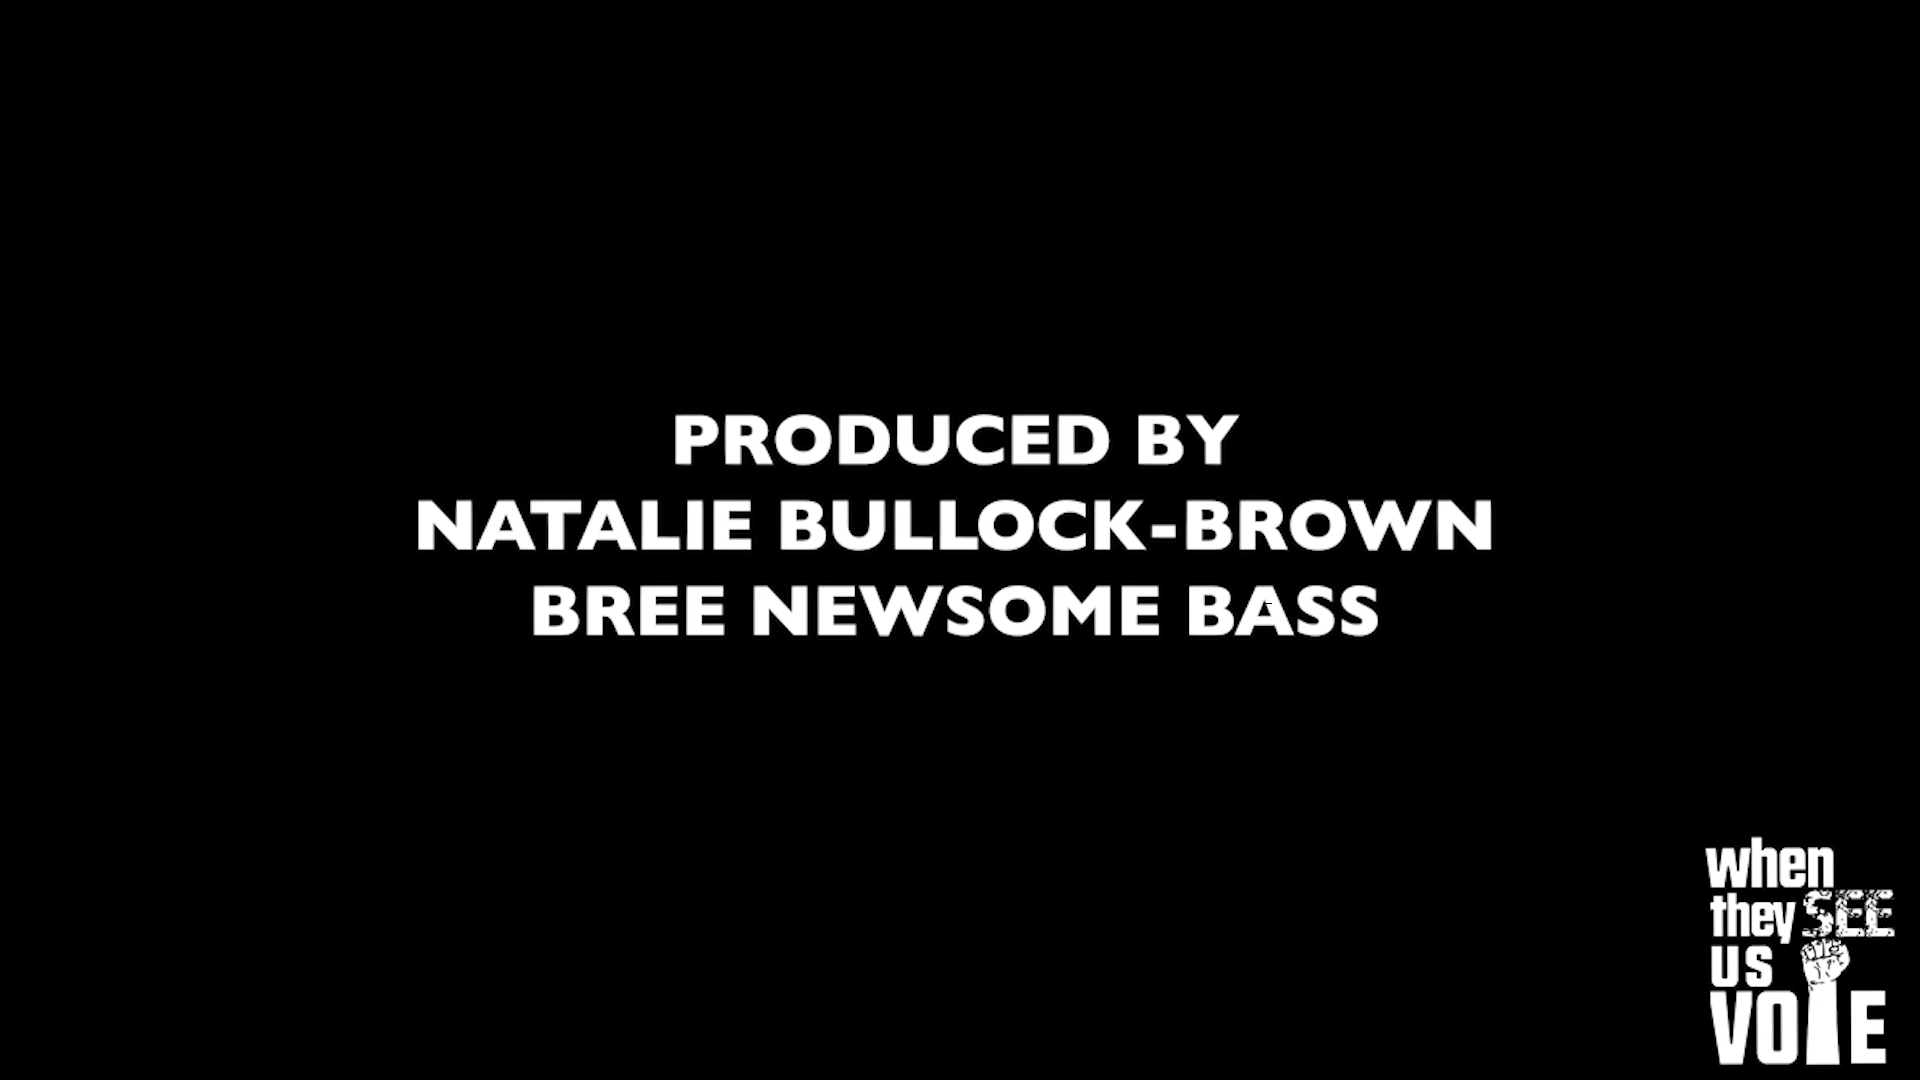 PRODUCED BY
NATALIE BULLOCK-BROWN
BREE NEWSOME BASS
when
they SEE
us
VOTE